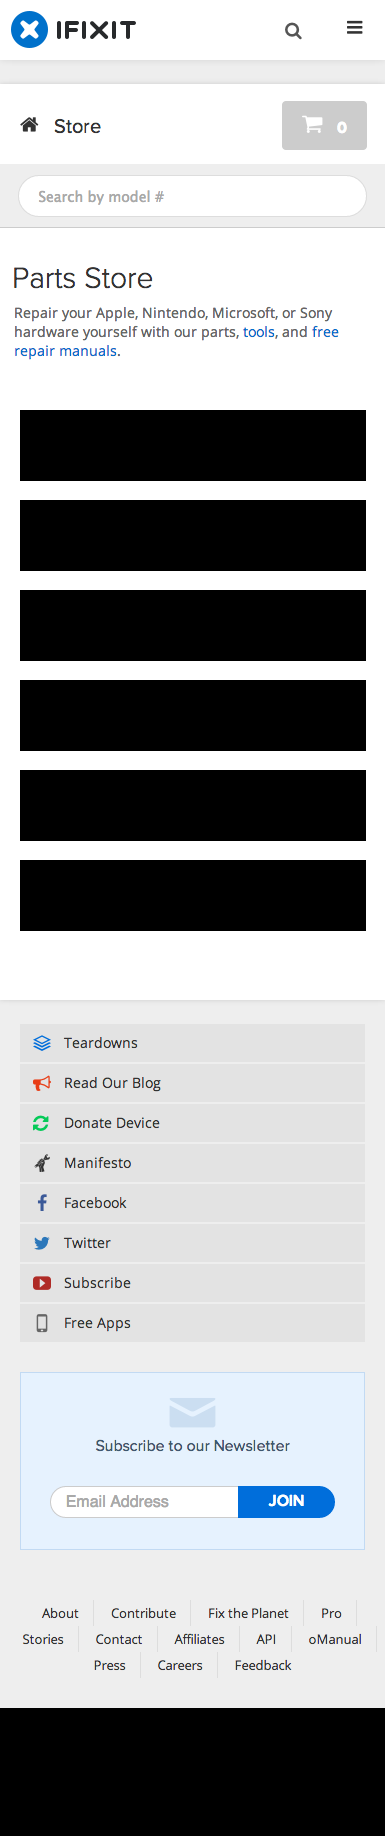 IFIXIT
Store
0
Search by model #
Parts Store
Repair your Apple, Nintendo, Microsoft, or Sony
hardware yourself with our parts, tools, and free
repair manuals.
Teardowns
Read Our Blog
Donate Device
Manifesto
Facebook
Twitter
Subscribe
Free Apps
Subscribe to our Newsletter
Email Address JOIN
About Contribute Fix the Planet Pro
Stories Contact Affiliates API oManual
Press Careers Feedback